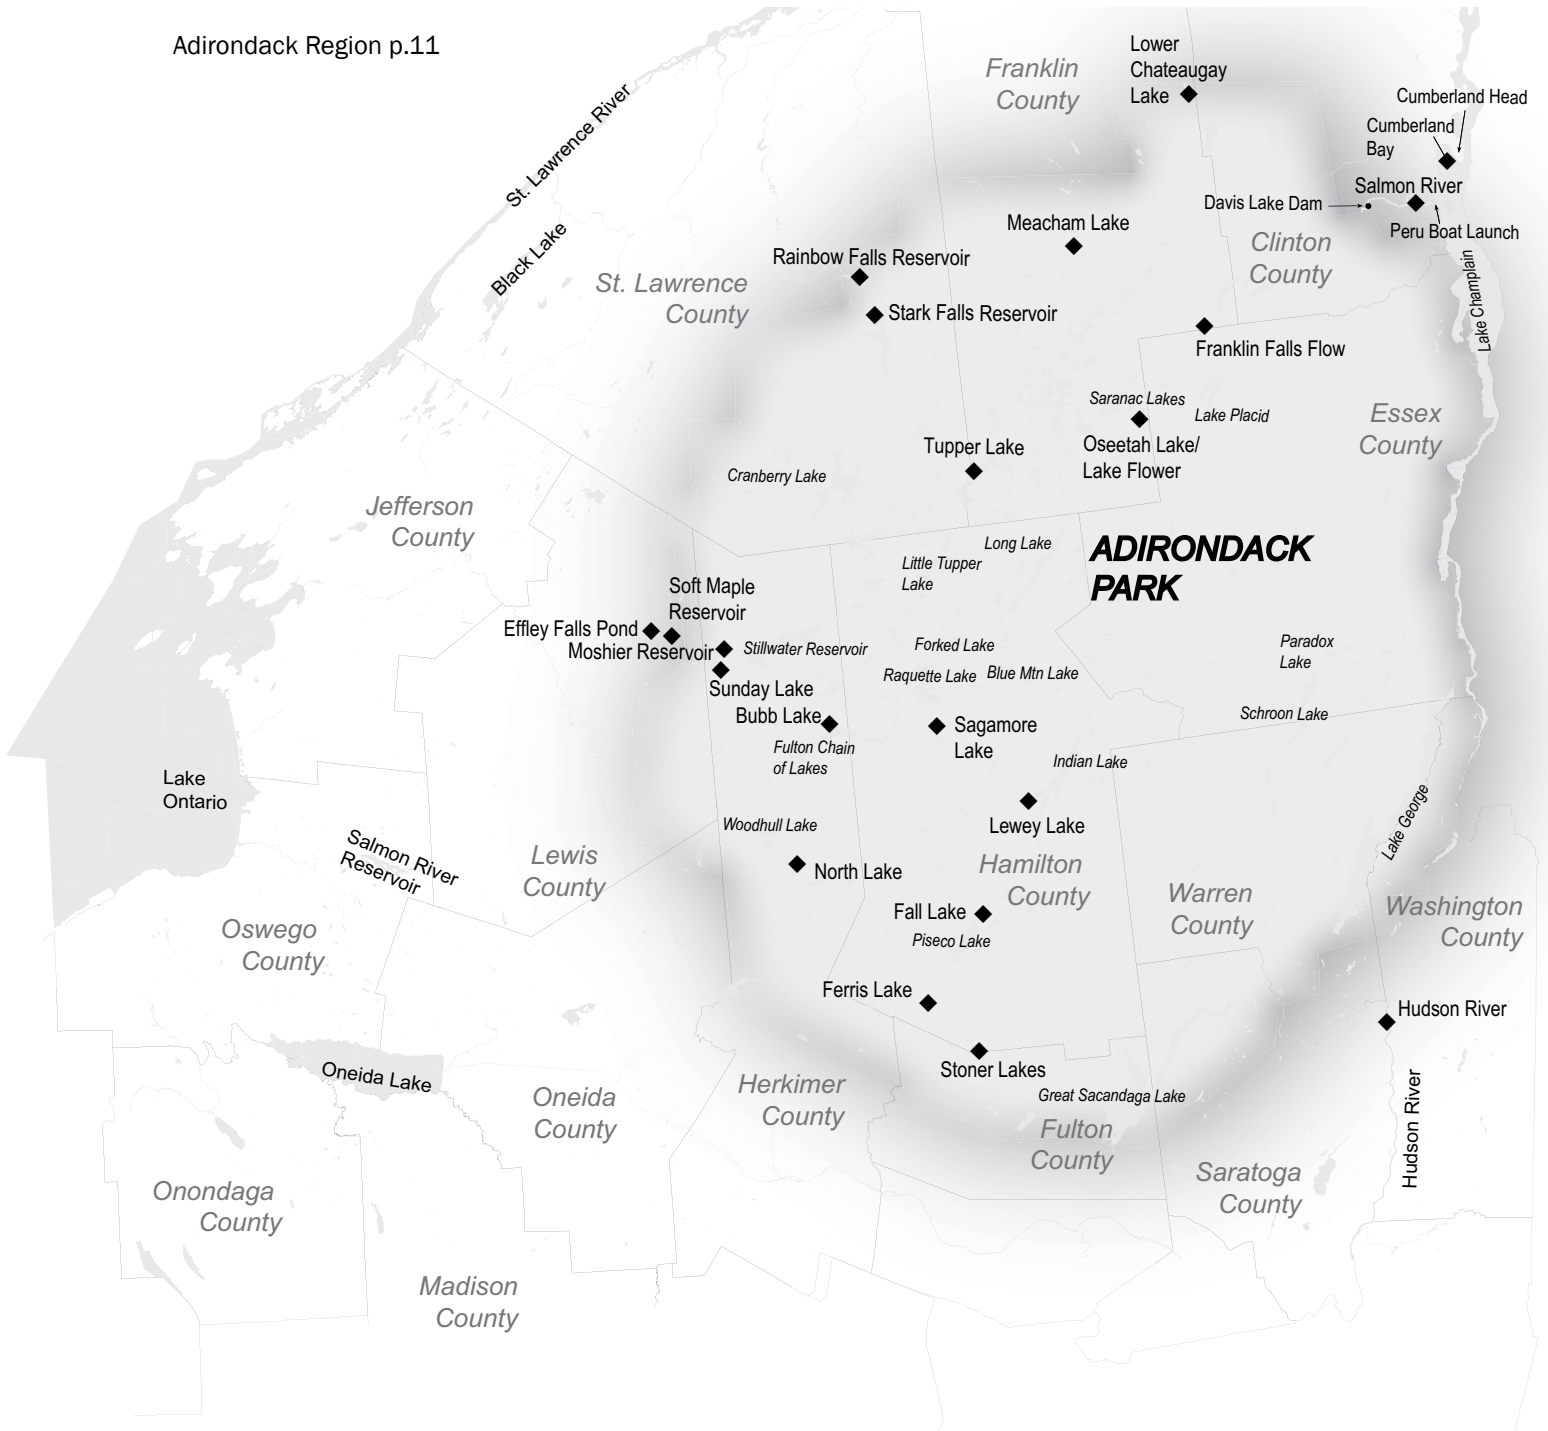 Adirondack Region p.11
Lower
Chateaugay
Lake
Franklin
County
Cumberland Head
Cumberland
Bay
St. Lawrence River
Salmon River
Davis Lake Dam
Peru Boat Launch
Meacham Lake
Clinton
County
Black Lake
Rainbow Falls Reservoir
St. Lawrence
County
Stark Falls Reservoir
Lake Champlain
Franklin Falls Flow
Saranac Lakes
Lake Placid
Essex
County
Oseetah Lake/
Lake Flower
Tupper Lake
Cranberry Lake
Jefferson
County
Long Lake
ADIRONDACK
PARK
Little Tupper
Lake
Soft Maple
Reservoir
Effley Falls Pond
Moshier Reservoir
Stillwater Reservoir
Forked Lake
Paradox
Lake
Raquette Lake
Blue Mtn Lake
Sunday Lake
Bubb Lake
Schroon Lake
Sagamore
Lake
Fulton Chain
of Lakes
Indian Lake
Lake
Ontario
Lewey Lake
Woodhull Lake
Lake George
Salmon River
Reservoir
Lewis
County
North Lake
Hamilton
County
Warren
County
Washington
County
Fall Lake
Piseco Lake
Oswego
County
Ferris Lake
Hudson River
Stoner Lakes
Oneida Lake
Herkimer
County
Oneida
County
Great Sacandaga Lake
Fulton
County
Hudson River
Saratoga
County
Onondaga
County
Madison
County